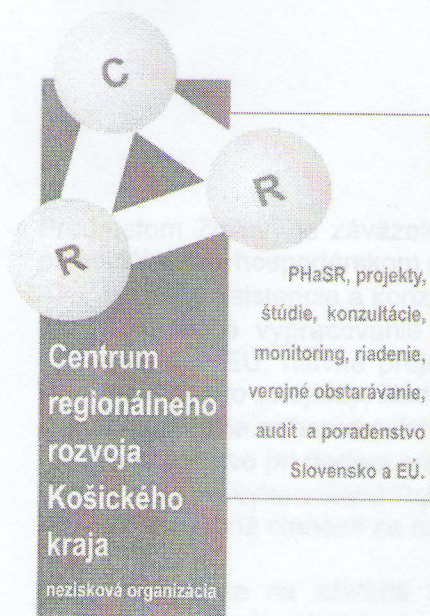 C
R
R
PHaSR, projekty,
štúdie, konzultácie,
monitoring, riadenie,
verejné obstarávanie,
audit a poradenstvo
Slovensko a EÚ.
Centrum
regionálneho
rozvoja
Košického
kraja
nezisková organizácia